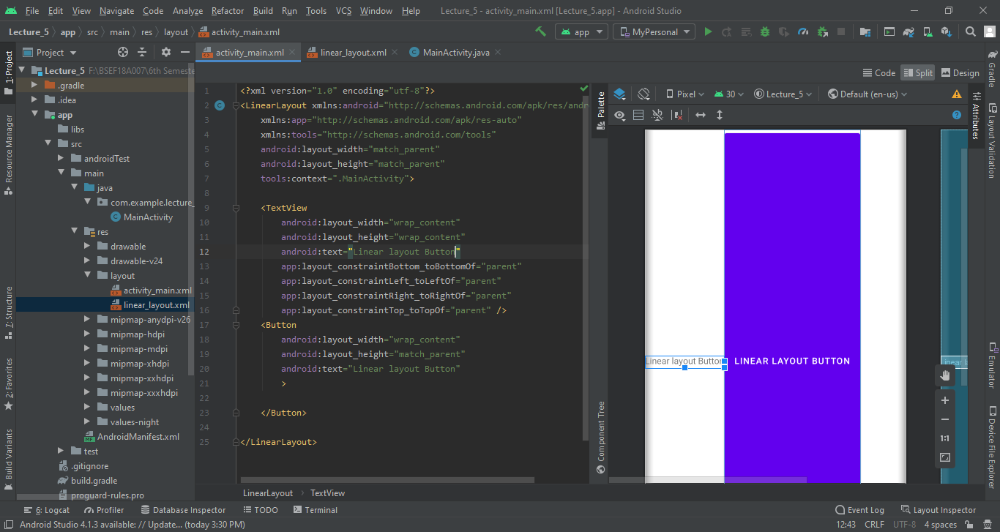 File Edit View Navigate Code Analyze Refactor Build Run Tools VCS Window Help Lecture_5 - activity_main.xml [Lecture_5.app] - Android Studio
Lecture_5 app src main res layout activity_main.xml app MyPersonal
1: Project
Resource Manager
7: Structure
2: Favorites
Build Variants
Project
Lecture_5 F:\BSEF18A007\6th Semeste
.gradle
.idea
app
libs
src
androidTest
main
java
com.example.lecture_
MainActivity
res
drawable
drawable-v24
layout
activity_main.xml
linear_layout.xml
mipmap-anydpi-v26
mipmap-hdpi
mipmap-mdpi
mipmap-xhdpi
mipmap-xxhdpi
mipmap-xxxhdpi
values
values-night
AndroidManifest.xml
test
.gitignore
build.gradle
proguard-rules.pro
activity_main.xml linear_layout.xml MainActivity.java
Code Split Design
1 <?xml version="1.0" encoding="utf-8"?>
2 <LinearLayout xmlns:android="http://schemas.android.com/apk/res/andr
3 xmlns:app="http://schemas.android.com/apk/res-auto"
4 xmlns:tools="http://schemas.android.com/tools"
5 android:layout_width="match_parent"
6 android:layout_height="match_parent"
7 tools:context=".MainActivity">
8
9 <TextView
10 android:layout_width="wrap_content"
11 android:layout_height="wrap_content"
12 android:text="Linear layout Button"
13 app:layout_constraintBottom_toBottomOf="parent"
14 app:layout_constraintLeft_toLeftOf="parent"
15 app:layout_constraintRight_toRightOf="parent"
16 app:layout_constraintTop_toTopOf="parent" />
17 <Button
18 android:layout_width="wrap_content"
19 android:layout_height="match_parent"
20 android:text="Linear layout Button"
21 >
22
23 </Button>
24
25 </LinearLayout>
LinearLayout TextView
Palette
Component Tree
Pixel 30 Lecture_5 Default (en-us)
Linear layout Button
LINEAR LAYOUT BUTTON
1:1
Attributes
Gradle
Layout Validation
Emulator
Device File Explorer
6: Logcat Profiler Database Inspector TODO Terminal Event Log Layout Inspector
Android Studio 4.1.3 available: // Update... (today 3:30 PM) 12:43 CRLF UTF-8 4 spaces